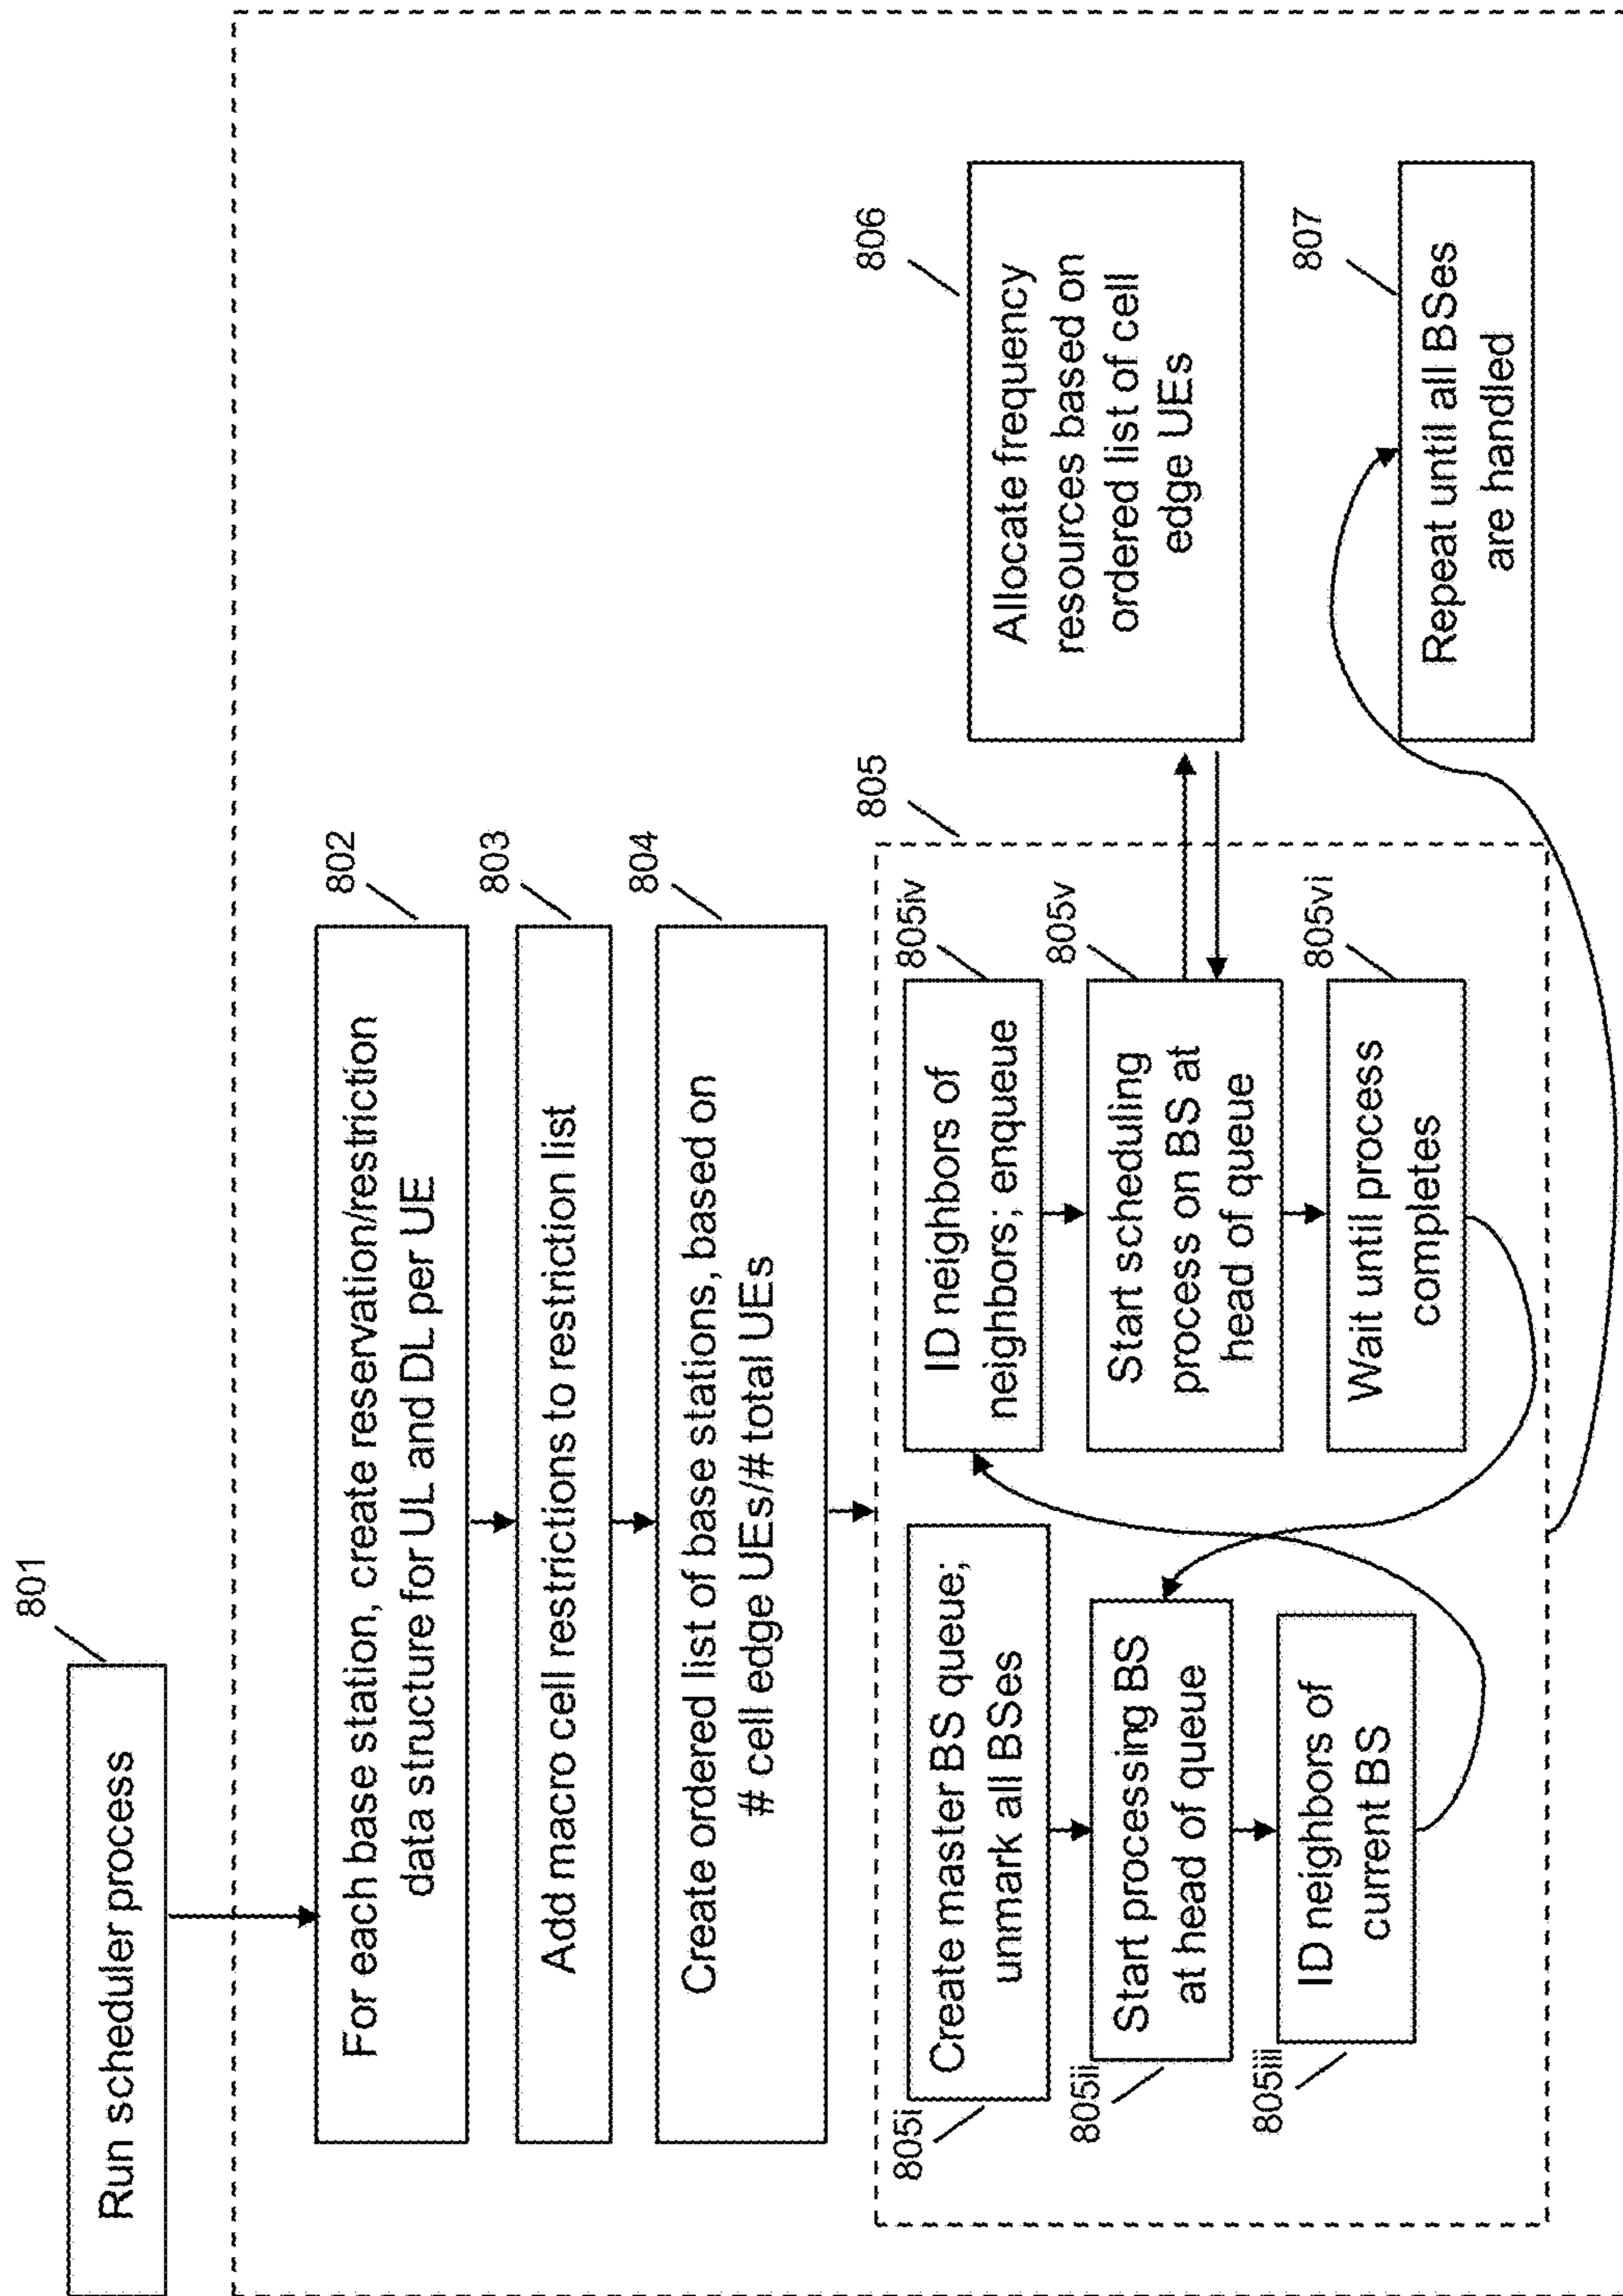 801
Run scheduler process
802
For each base station, create reservation/restriction
data structure for UL and DL per UE
803
Add macro cell restrictions to restriction list
804
Create ordered list of base stations, based on
# cell edge UEs/# total UEs
805
805i
Create master BS queue;
unmark all BSes
805ii
Start processing BS
at head of queue
805iii
ID neighbors of
current BS
805iv
ID neighbors of
neighbors; enqueue
805v
Start scheduling
process on BS at
head of queue
805vi
Wait until process
completes
806
Allocate frequency
resources based on
ordered list of cell
edge UEs
807
Repeat until all BSes
are handled